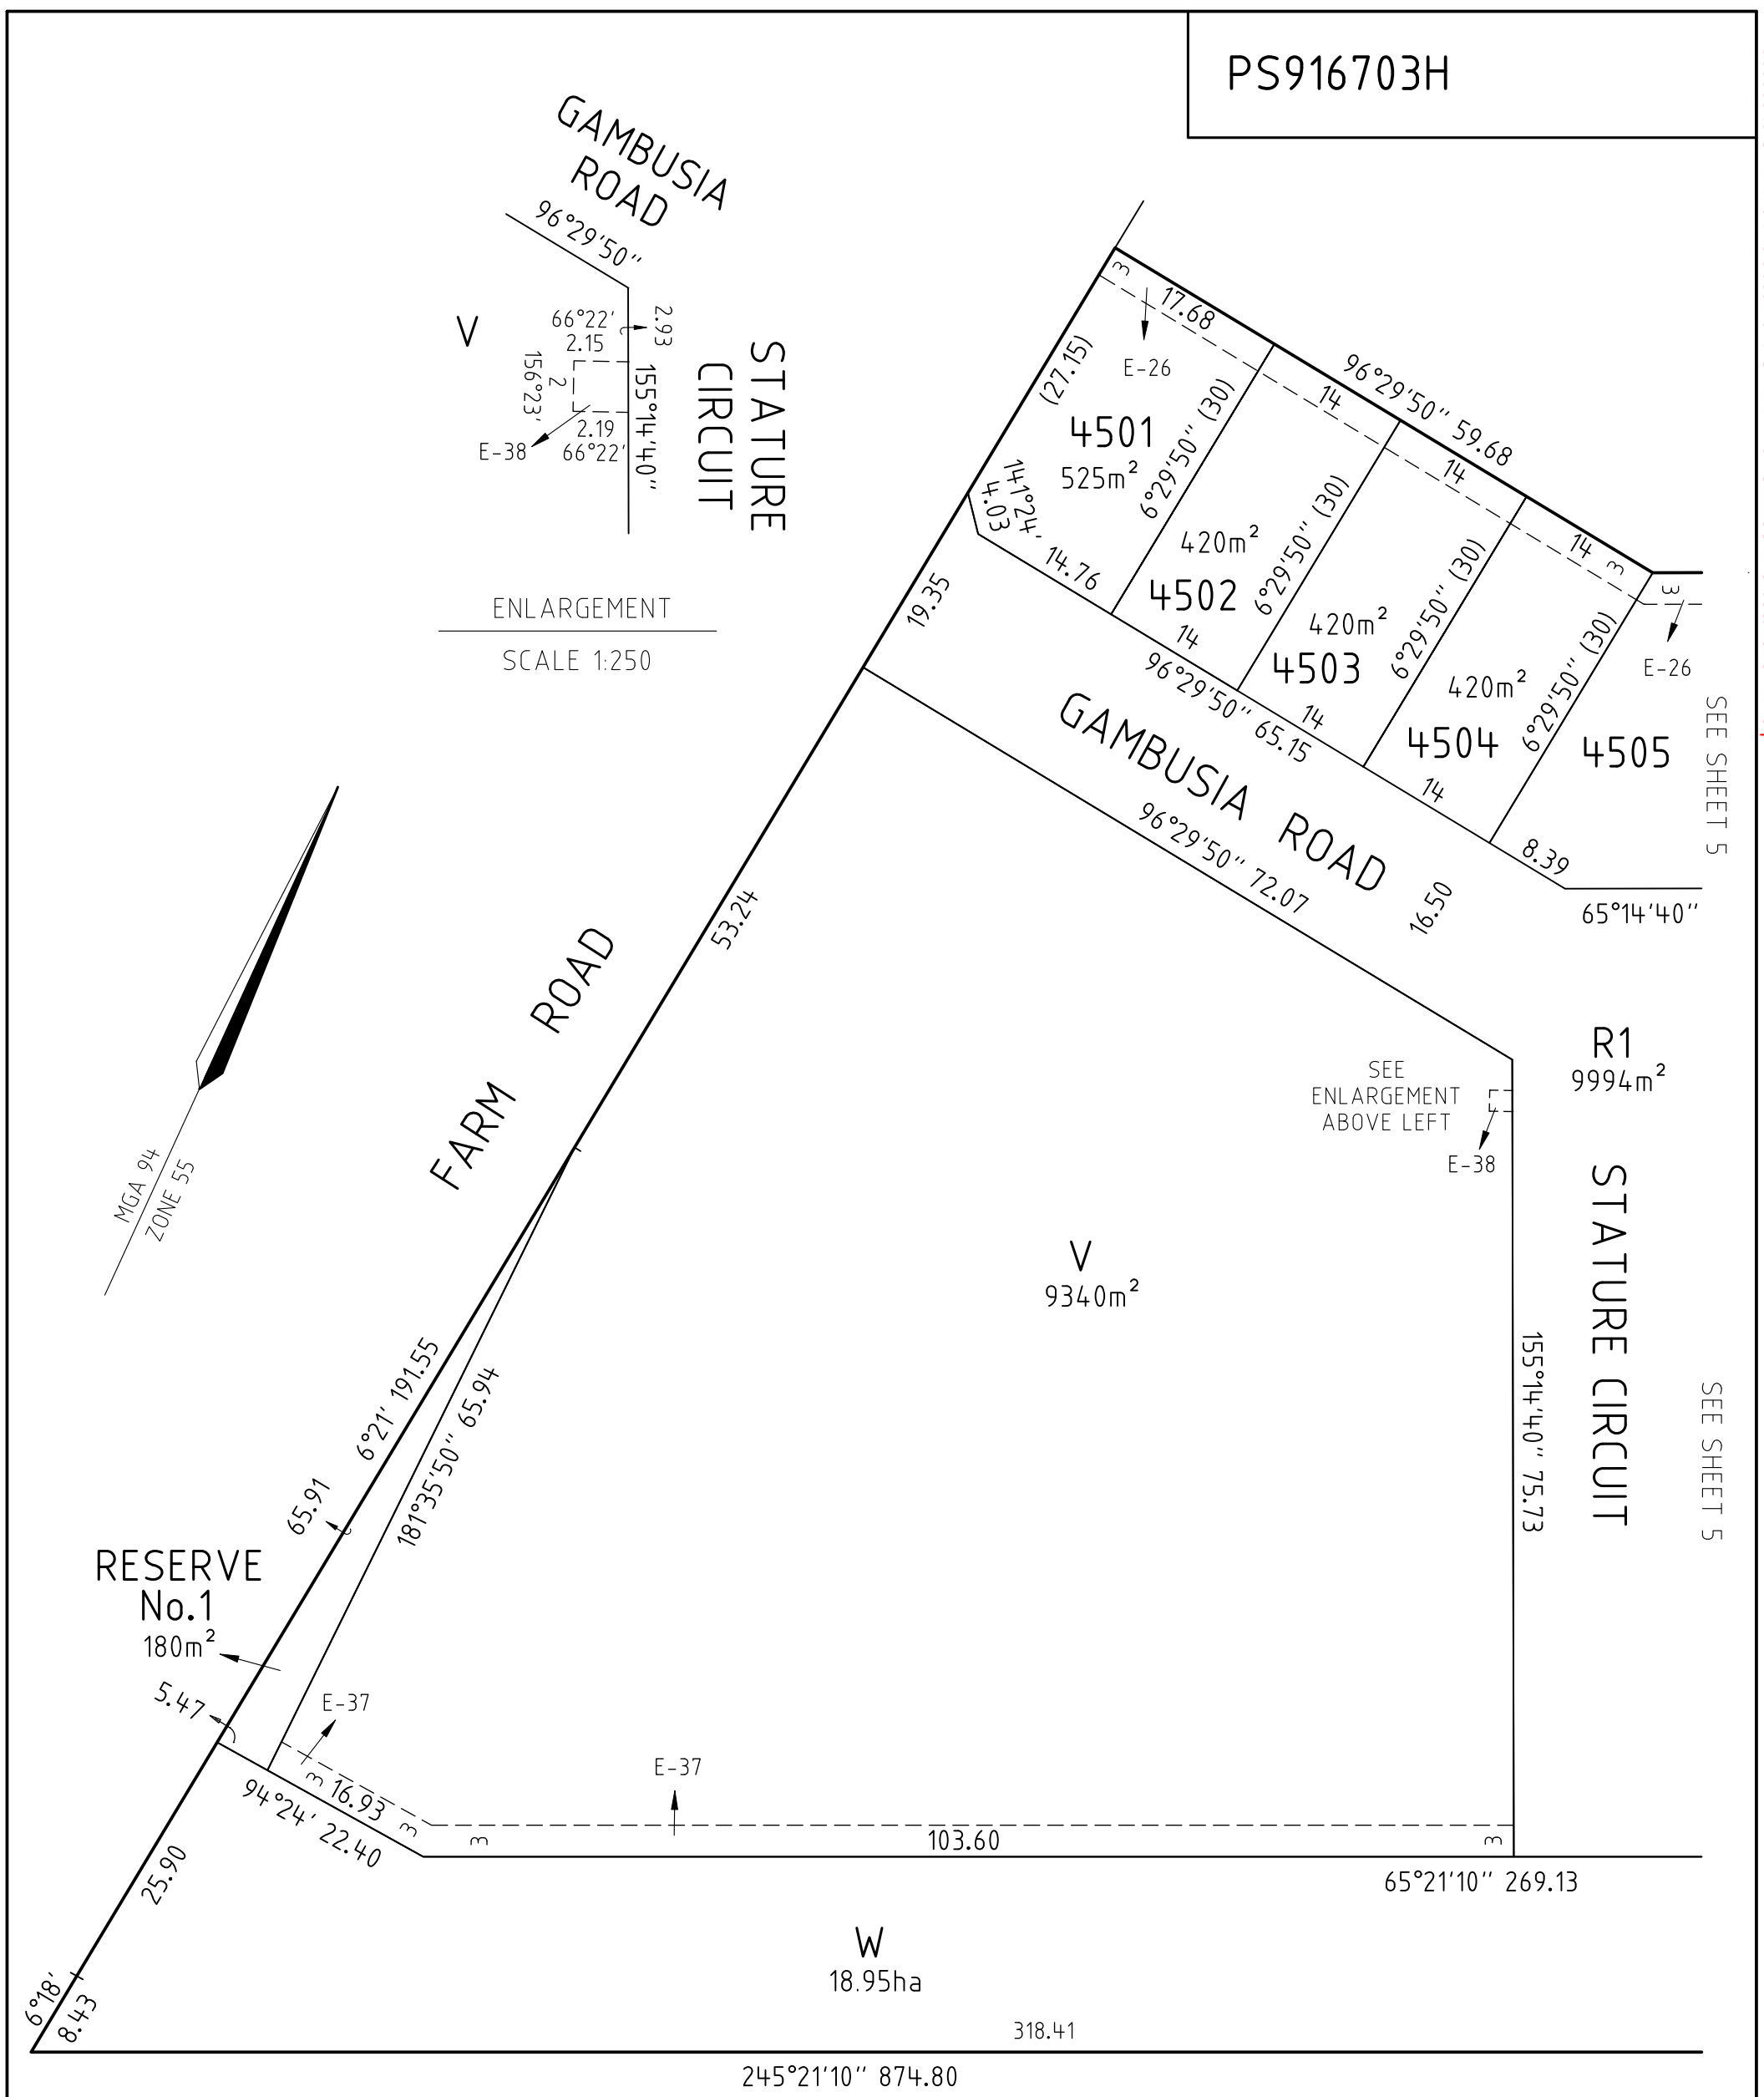 PS916703H
GAMBUSIA
ROAD
96°29'50"
V
66°22'
2.15
2.93
156°23'
2
155°14'40"
2.19
66°22'
E-38
STATURE
CIRCUIT
ENLARGEMENT
SCALE 1:250
3
17.68
E-26
(27.15)
4501
525m²
141°24'
4.03
14.76
6°29'50" (30)
96°29'50" 59.68
14
14
14
3
420m²
4502
6°29'50" (30)
420m²
4503
6°29'50" (30)
420m²
4504
6°29'50" (30)
4505
3
E-26
SEE SHEET 5
14
14
14
96°29'50" 65.15
8.39
65°14'40"
19.35
GAMBUSIA ROAD
96°29'50" 72.07
16.50
53.24
FARM ROAD
MGA 94
ZONE 55
R1
9994m²
SEE
ENLARGEMENT
ABOVE LEFT
E-38
STATURE CIRCUIT
V
9340m²
155°14'40" 75.73
SEE SHEET 5
6°21' 191.55
181°35'50" 65.94
65.91
RESERVE
No.1
180m²
5.47
E-37
3
16.93
3
94°24' 22.40
E-37
3
103.60
3
65°21'10" 269.13
25.90
W
18.95ha
6°18'
8.43
318.41
245°21'10" 874.80